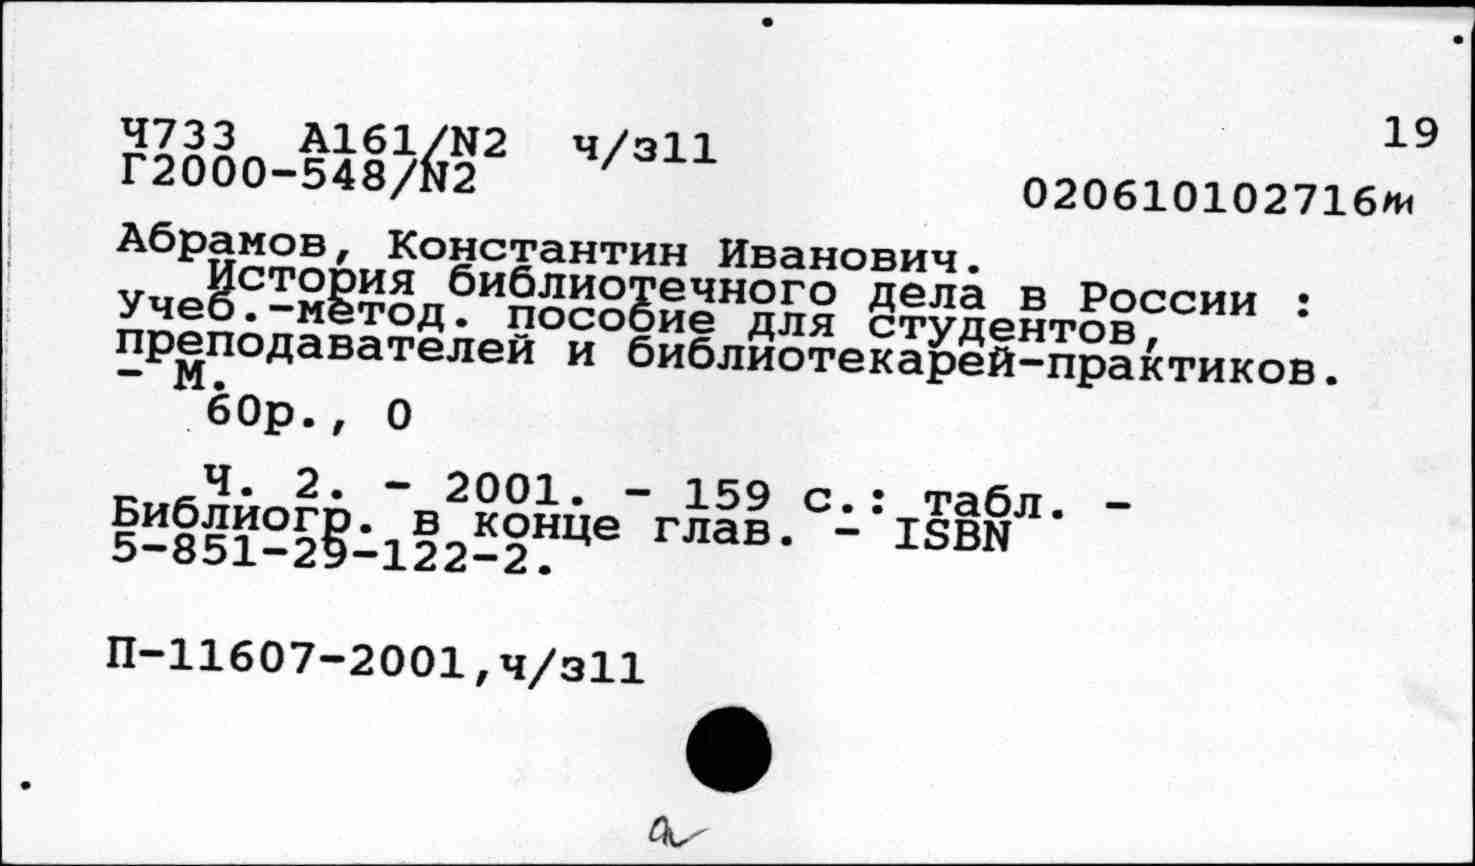 Ч733 А161/N2 ч/з11
19
Г2000-548/N2
020610102716
Абрамов, Константин Иванович.
История библиотечного дела в России :
Учеб.-метод. пособие для студентов,
преподавателей и библиотекарей-практиков.
- М.
60р., 0
Ч. 2. - 2001. - 159 с.: табл. -
Библиогр. в конце глав. - ISBN
5-851-29-122-2.
П-11607-2001,ч/з11